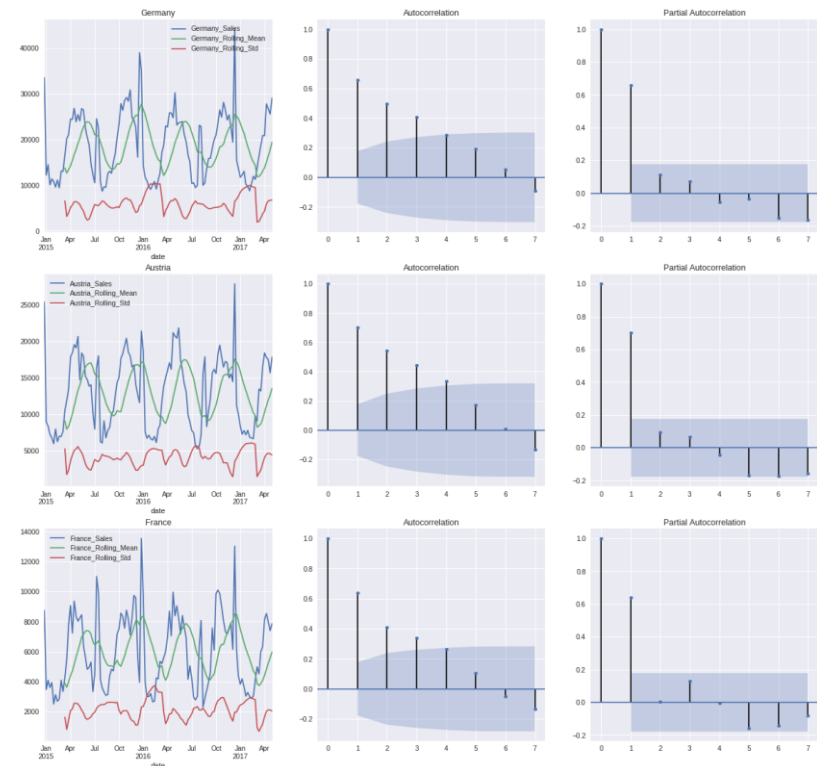 Germany
Autocorrelation
Partial Autocorrelation
Germany_Sales
Germany_Rolling_Mean
Germany_Rolling_Std
40000
30000
20000
10000
0
Jan Apr Jul Oct Jan Apr Jul Oct Jan Apr
2015 2016 2017
date
1.0
0.8
0.6
0.4
0.2
0.0
−0.2
0 1 2 3 4 5 6 7
1.0
0.8
0.6
0.4
0.2
0.0
−0.2
0 1 2 3 4 5 6 7
Austria
Autocorrelation
Partial Autocorrelation
Austria_Sales
Austria_Rolling_Mean
Austria_Rolling_Std
25000
20000
15000
10000
5000
Jan Apr Jul Oct Jan Apr Jul Oct Jan Apr
2015 2016 2017
date
1.0
0.8
0.6
0.4
0.2
0.0
−0.2
0 1 2 3 4 5 6 7
1.0
0.8
0.6
0.4
0.2
0.0
−0.2
0 1 2 3 4 5 6 7
France
Autocorrelation
Partial Autocorrelation
France_Sales
France_Rolling_Mean
France_Rolling_Std
14000
12000
10000
8000
6000
4000
2000
Jan Apr Jul Oct Jan Apr Jul Oct Jan Apr
2015 2016 2017
date
1.0
0.8
0.6
0.4
0.2
0.0
−0.2
0 1 2 3 4 5 6 7
1.0
0.8
0.6
0.4
0.2
0.0
−0.2
0 1 2 3 4 5 6 7